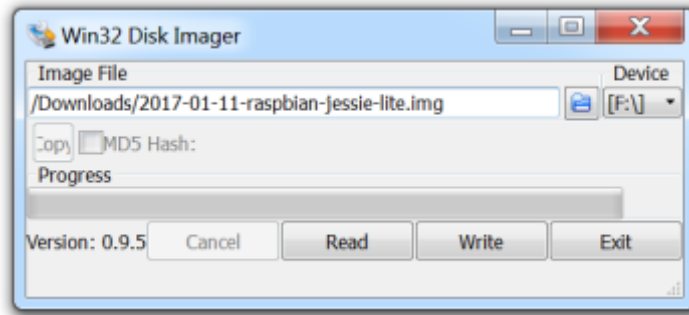 Win32 Disk Imager
Image File
Device
/Downloads/2017-01-11-raspbian-jessie-lite.img
[F:\]
Copy
MD5 Hash:
Progress
Version: 0.9.5
Cancel
Read
Write
Exit